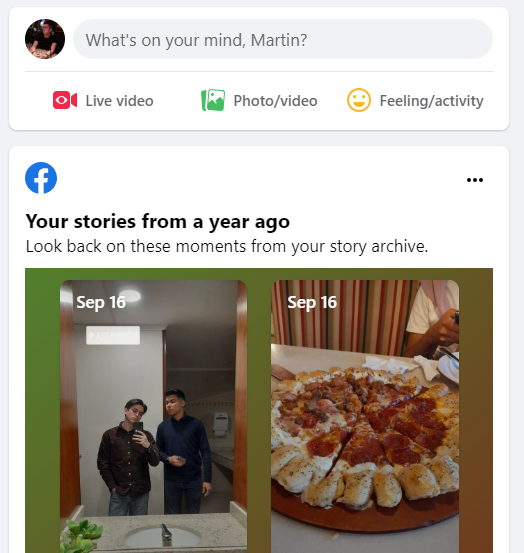 What's on your mind, Martin?
Live video
Photo/video
Feeling/activity
Your stories from a year ago
Look back on these moments from your story archive.
Sep 16
Sep 16